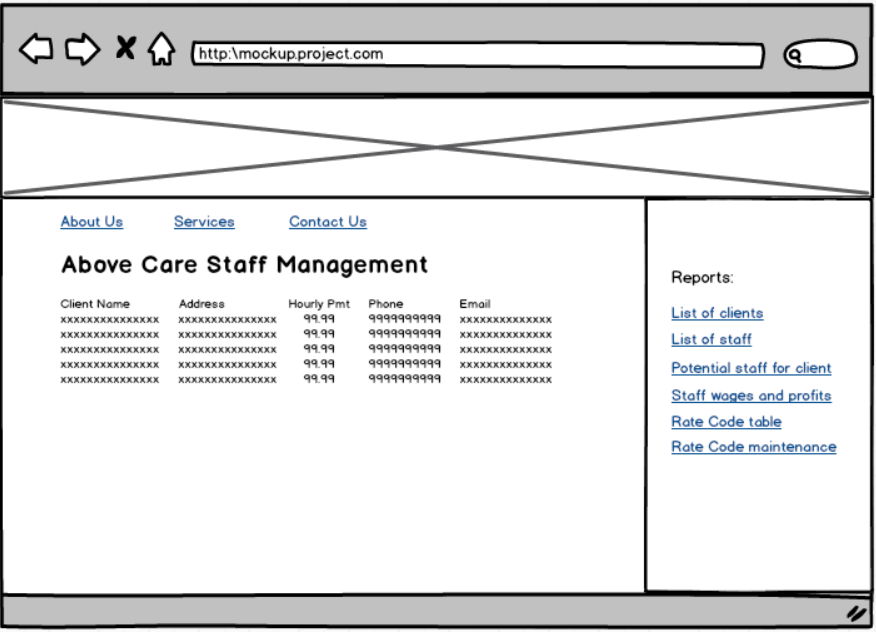 http:\mockup.project.com
About Us Services Contact Us
Above Care Staff Management
Client Name Address Hourly Pmt Phone Email
xxxxxxxxxxxxxxx xxxxxxxxxxxxxxx 99.99 9999999999 xxxxxxxxxxxxxx
xxxxxxxxxxxxxxx xxxxxxxxxxxxxxx 99.99 9999999999 xxxxxxxxxxxxxx
xxxxxxxxxxxxxxx xxxxxxxxxxxxxxx 99.99 9999999999 xxxxxxxxxxxxxx
xxxxxxxxxxxxxxx xxxxxxxxxxxxxxx 99.99 9999999999 xxxxxxxxxxxxxx
xxxxxxxxxxxxxxx xxxxxxxxxxxxxxx 99.99 9999999999 xxxxxxxxxxxxxx
Reports:
List of clients
List of staff
Potential staff for client
Staff wages and profits
Rate Code table
Rate Code maintenance